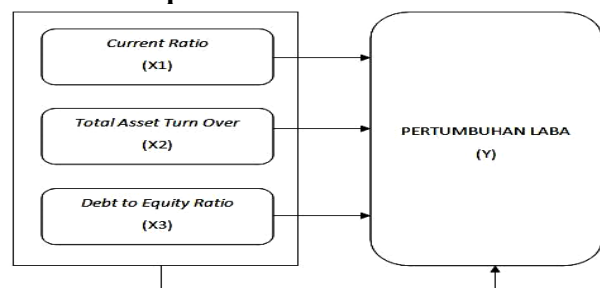 Current Ratio
(X1)
Total Asset Turn Over
(X2)
Debt to Equity Ratio
(X3)
PERTUMBUHAN LABA
(Y)